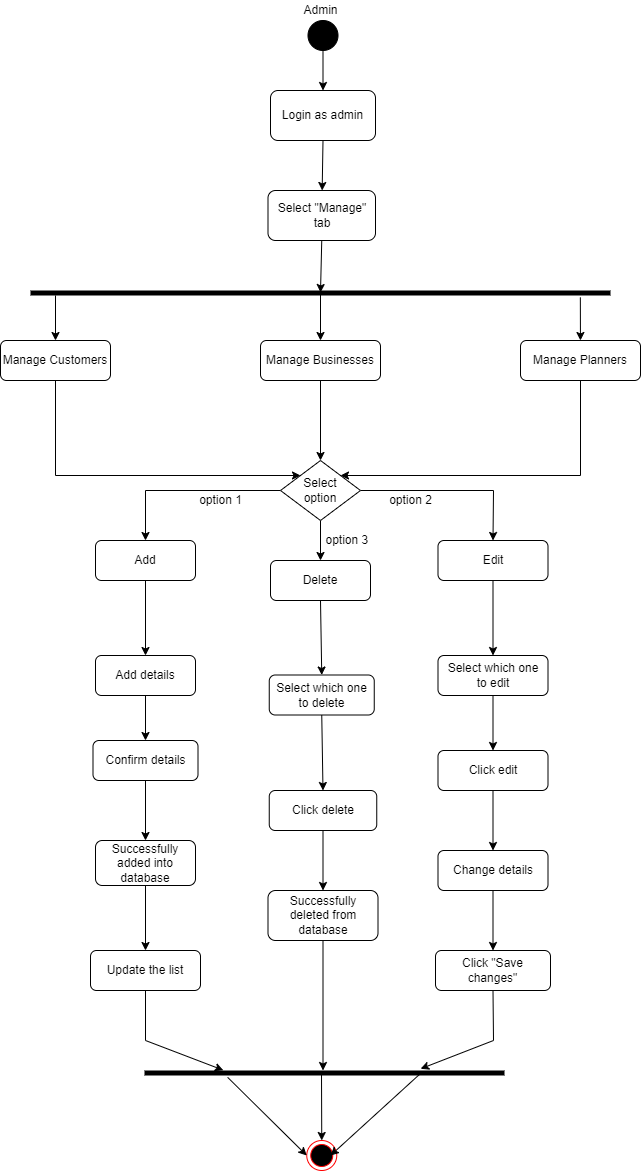 Admin
Login as admin
Select "Manage"
tab
Manage Customers
Manage Businesses
Manage Planners
Select
option
option 1
option 2
option 3
Add
Delete
Edit
Add details
Select which one
to delete
Select which one
to edit
Confirm details
Click delete
Click edit
Successfully
added into
database
Successfully
deleted from
database
Change details
Update the list
Click "Save
changes"